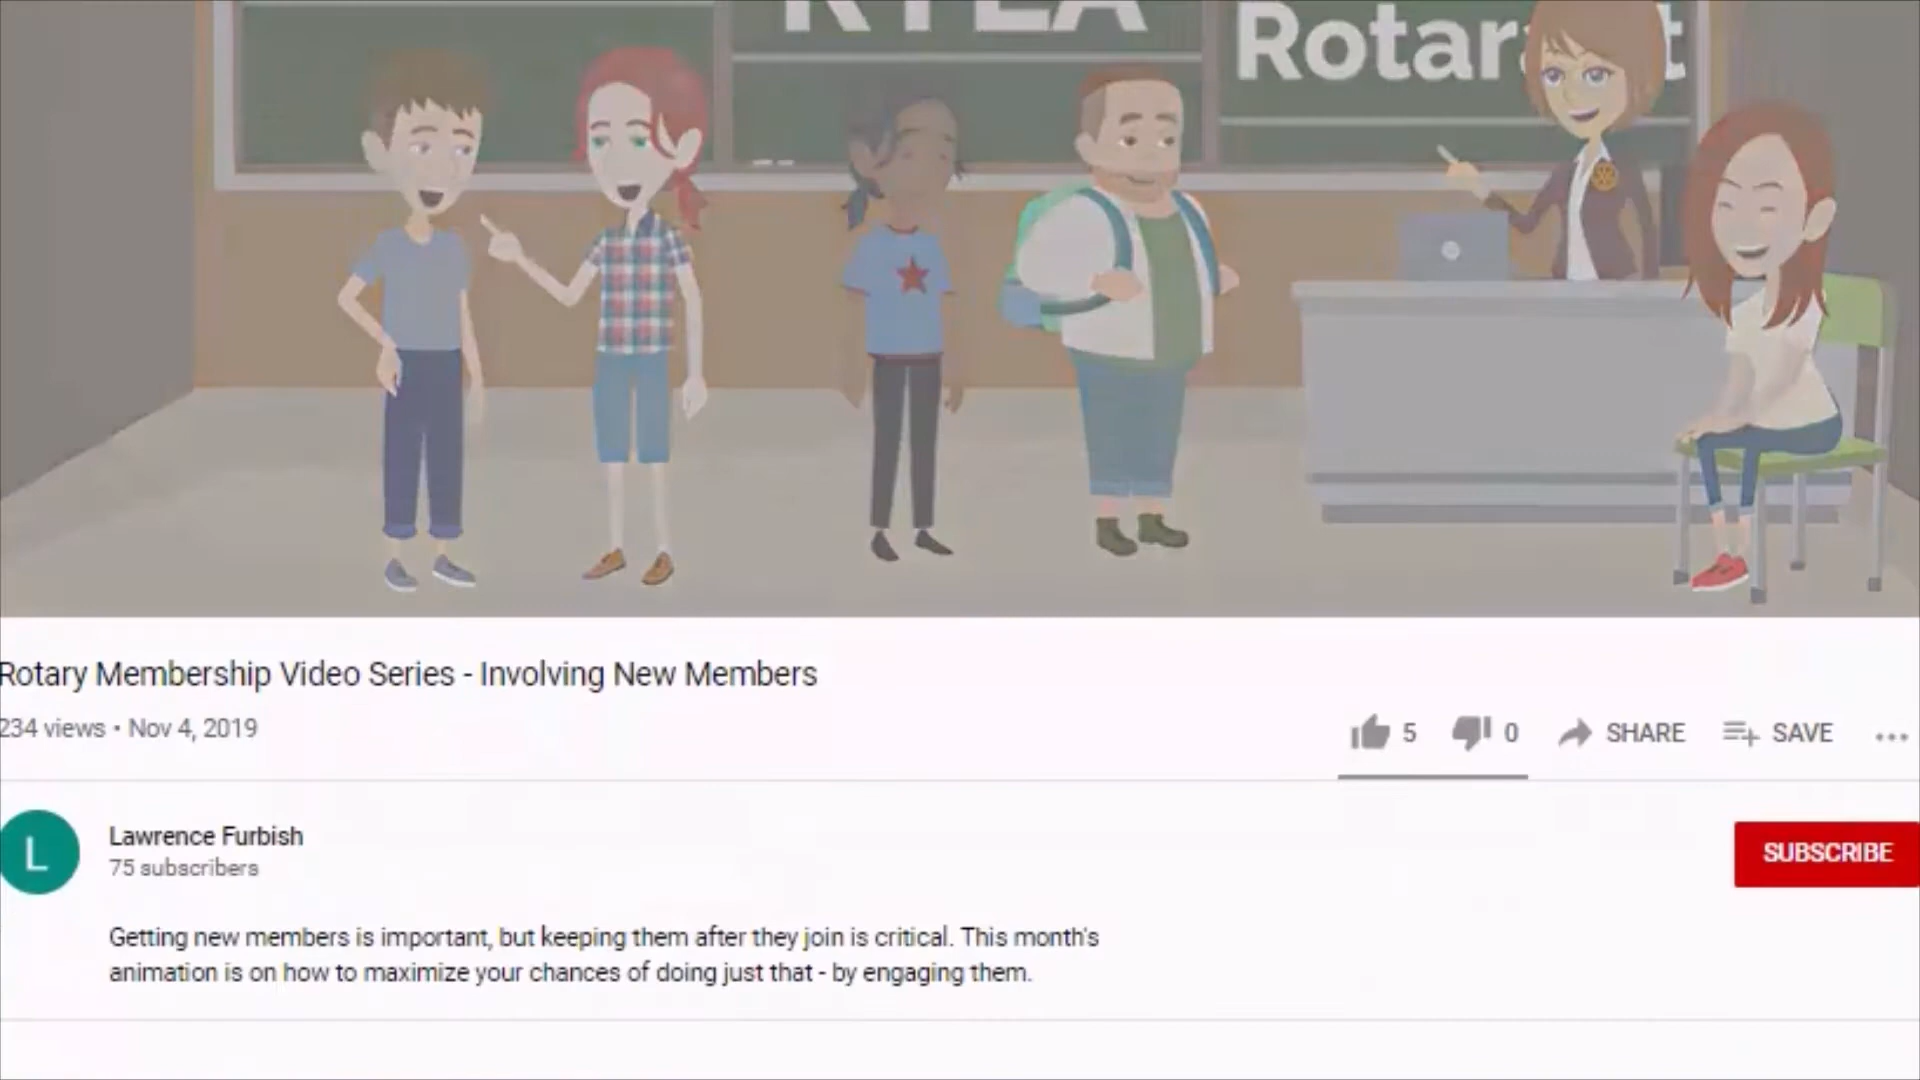 RYLA
Rotaract
Rotary Membership Video Series - Involving New Members
234 views • Nov 4, 2019
5 0 SHARE SAVE
L
Lawrence Furbish
75 subscribers
SUBSCRIBE
Getting new members is important, but keeping them after they join is critical. This month's
animation is on how to maximize your chances of doing just that - by engaging them.